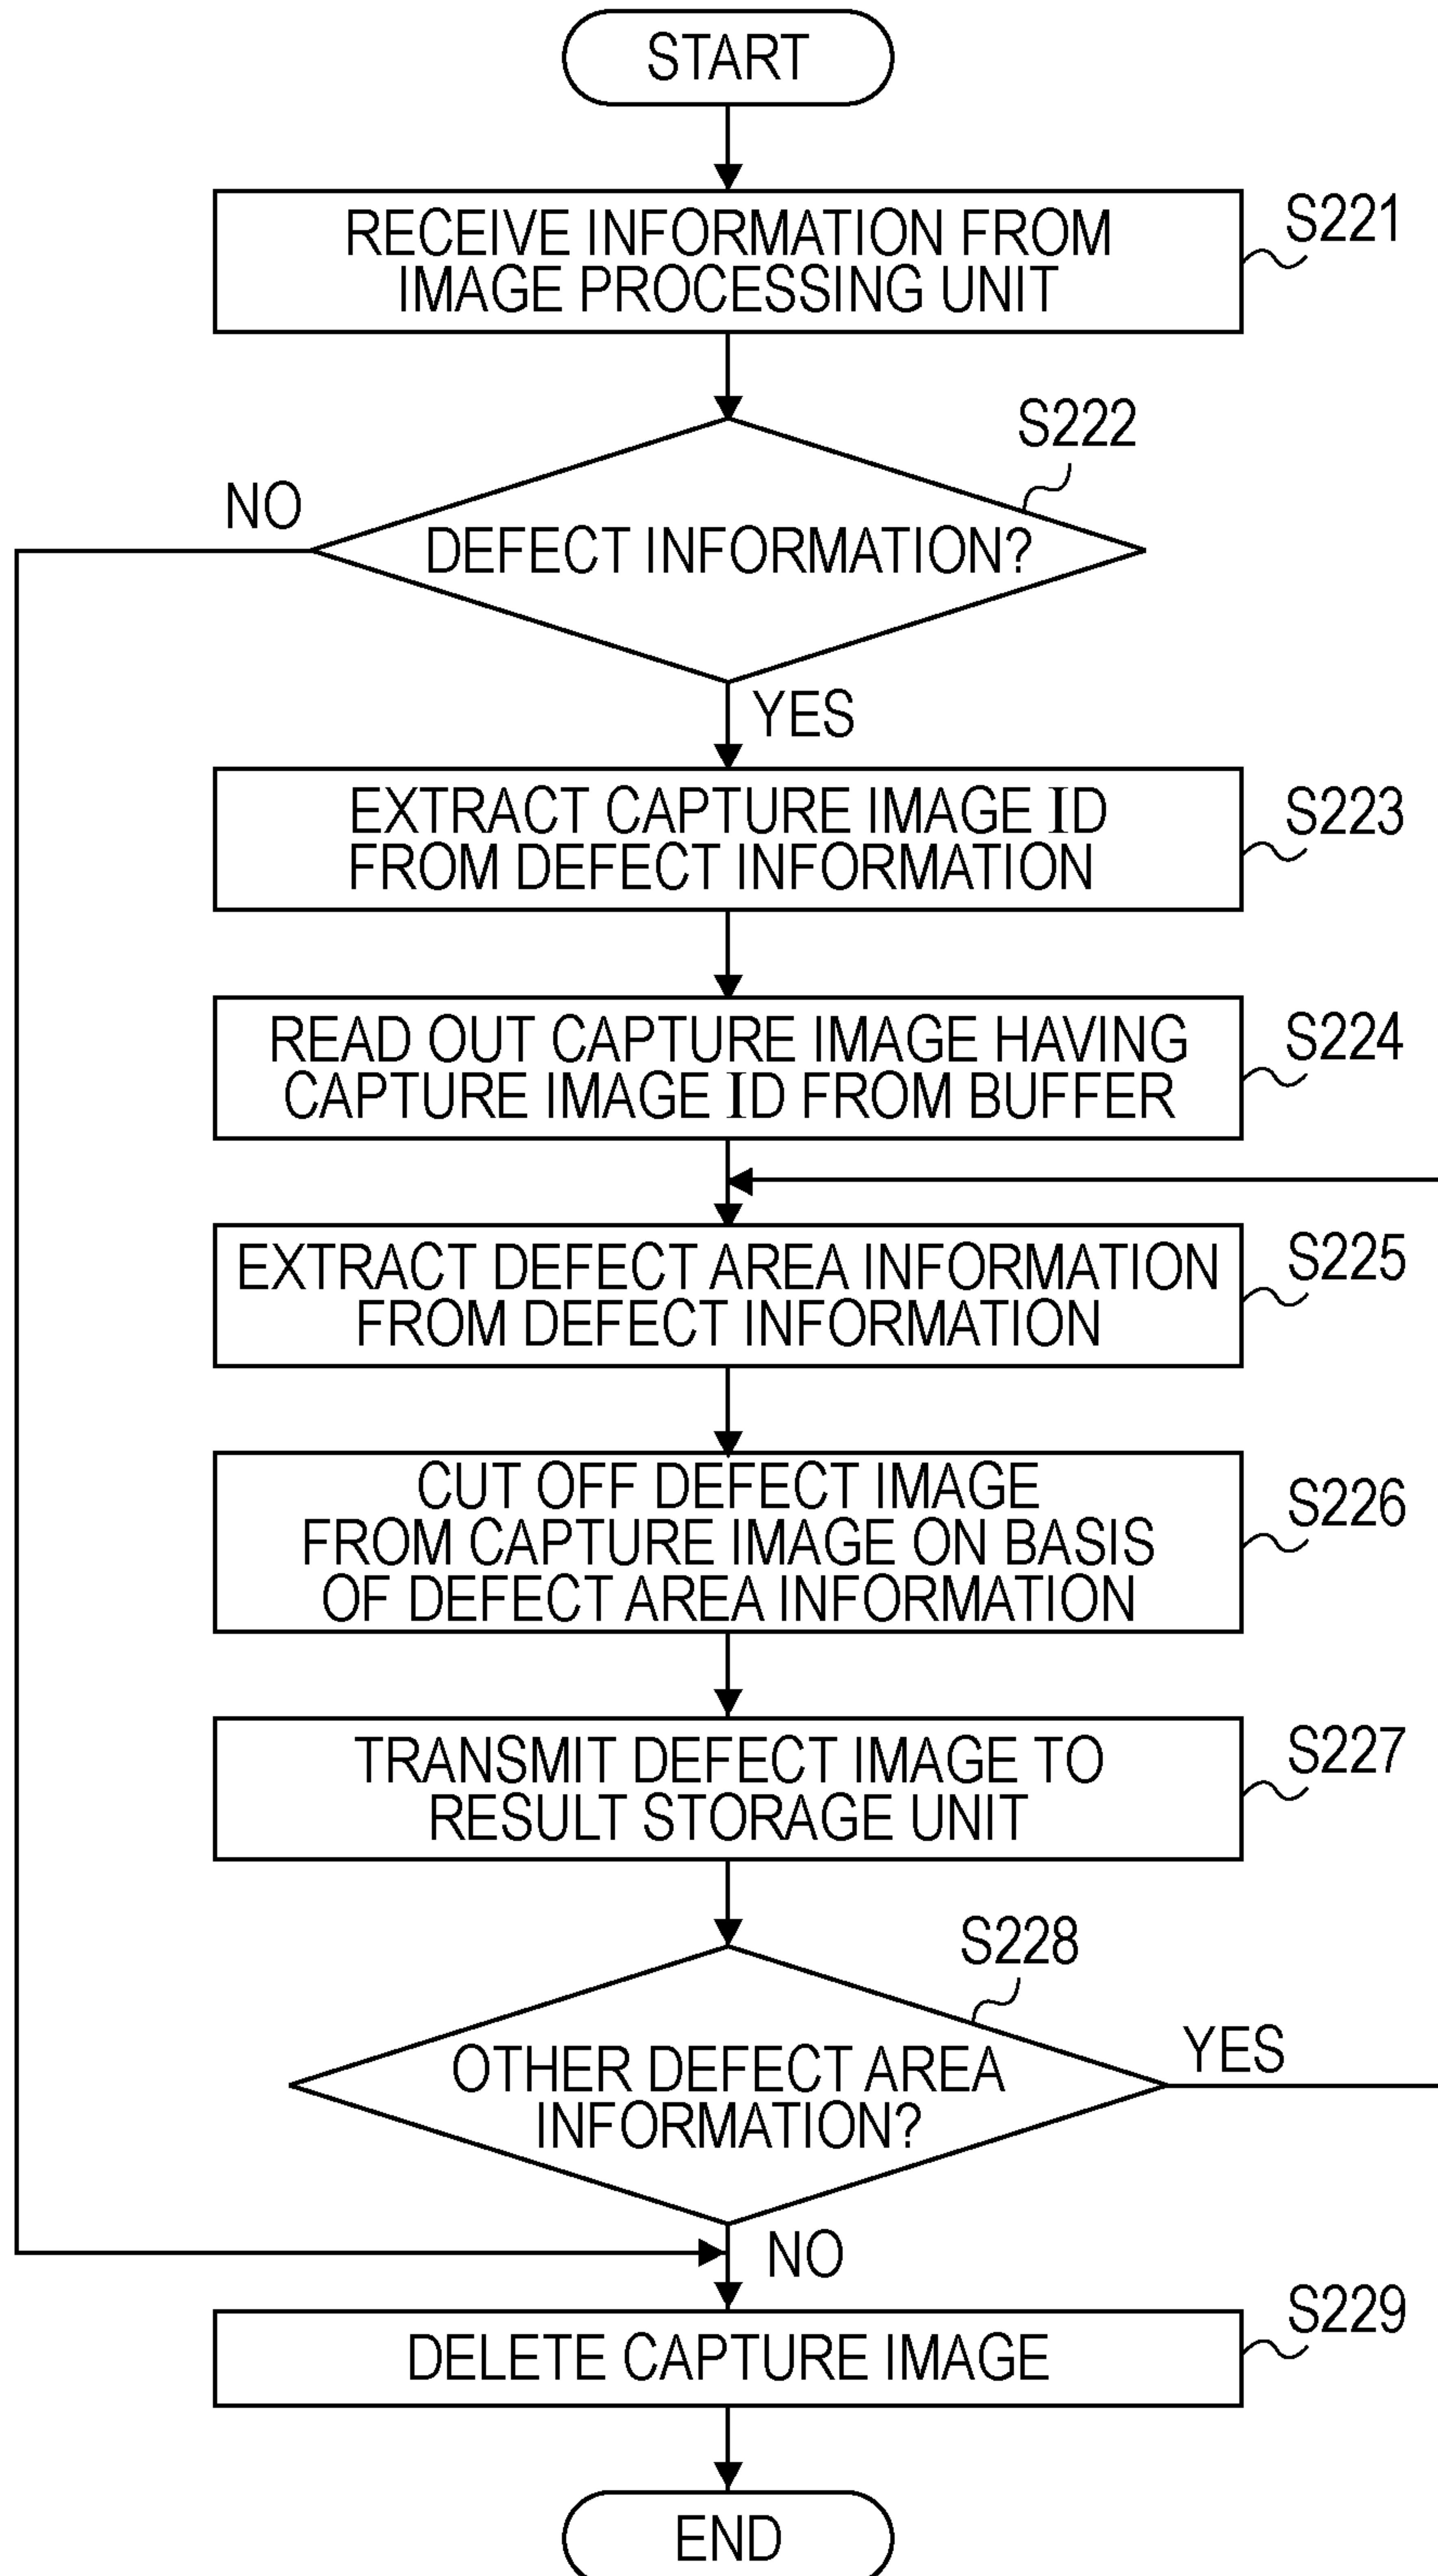 START
RECEIVE INFORMATION FROM
IMAGE PROCESSING UNIT
S221
S222
NO
DEFECT INFORMATION?
YES
EXTRACT CAPTURE IMAGE ID
FROM DEFECT INFORMATION
S223
READ OUT CAPTURE IMAGE HAVING
CAPTURE IMAGE ID FROM BUFFER
S224
EXTRACT DEFECT AREA INFORMATION
FROM DEFECT INFORMATION
S225
CUT OFF DEFECT IMAGE
FROM CAPTURE IMAGE ON BASIS
OF DEFECT AREA INFORMATION
S226
TRANSMIT DEFECT IMAGE TO
RESULT STORAGE UNIT
S227
S228
OTHER DEFECT AREA
INFORMATION?
YES
NO
DELETE CAPTURE IMAGE
S229
END